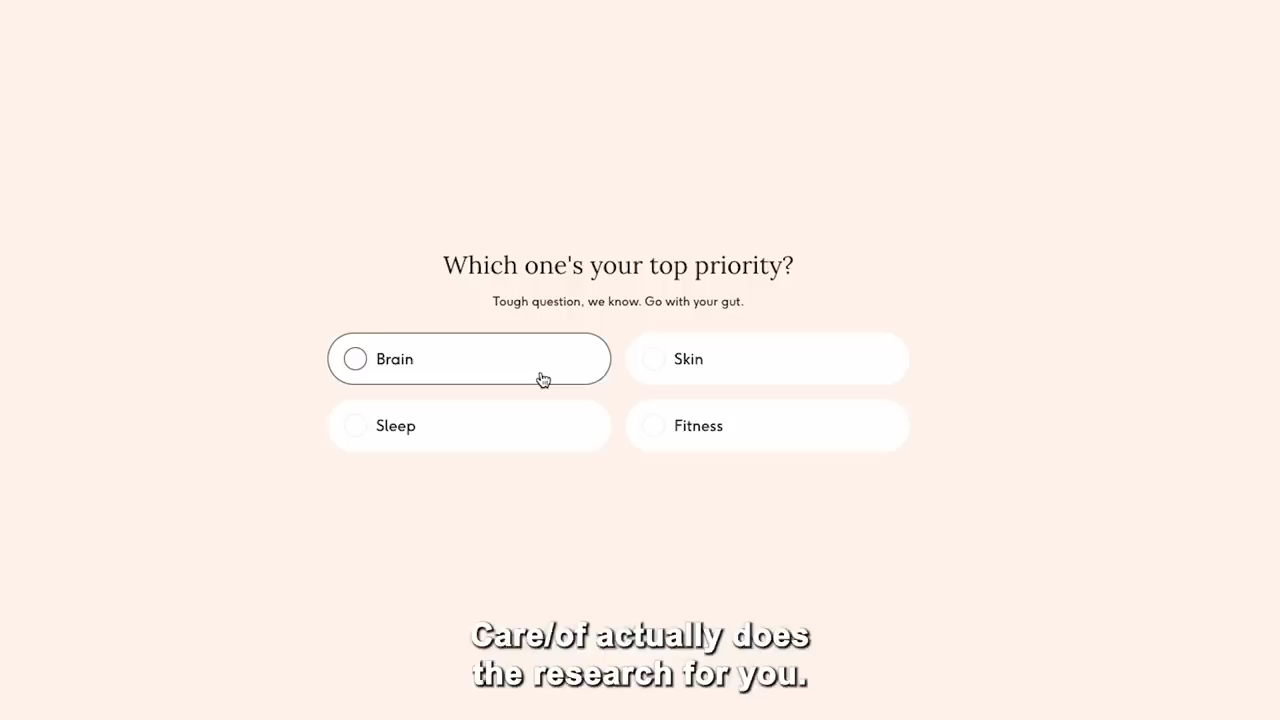 Which one's your top priority?
Tough question, we know. Go with your gut.
Brain
Skin
Sleep
Fitness
Care/of actually does
the research for you.